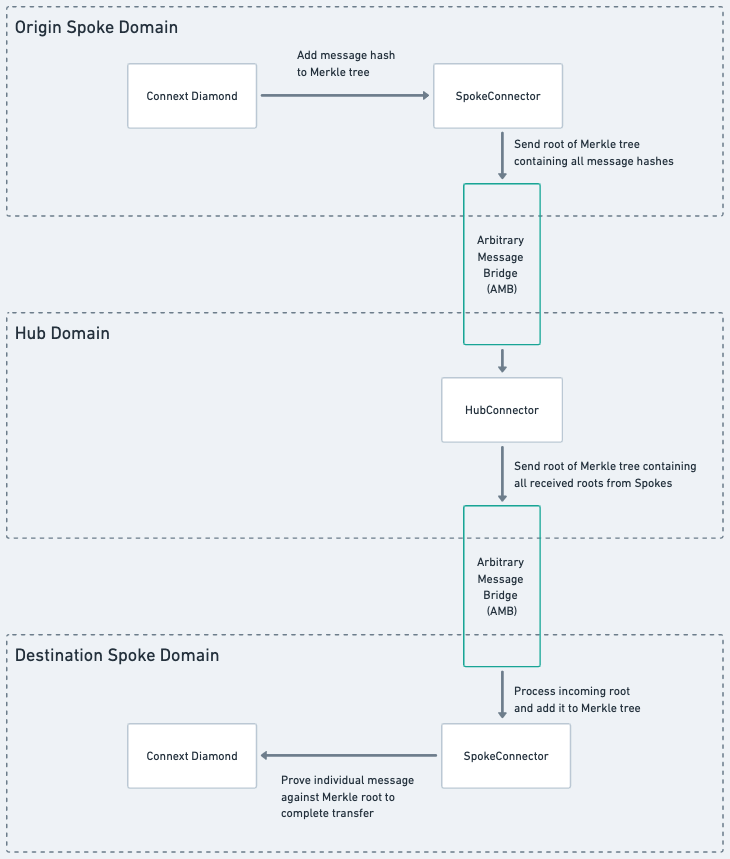 Origin Spoke Domain
Add message hash
to Merkle tree
Connext Diamond
SpokeConnector
Send root of Merkle tree
containing all message hashes
Arbitrary
Message
Bridge
(AMB)
Hub Domain
HubConnector
Send root of Merkle tree containing
all received roots from Spokes
Arbitrary
Message
Bridge
(AMB)
Destination Spoke Domain
Process incoming root
and add it to Merkle tree
Connext Diamond
SpokeConnector
Prove individual message
against Merkle root to
complete transfer